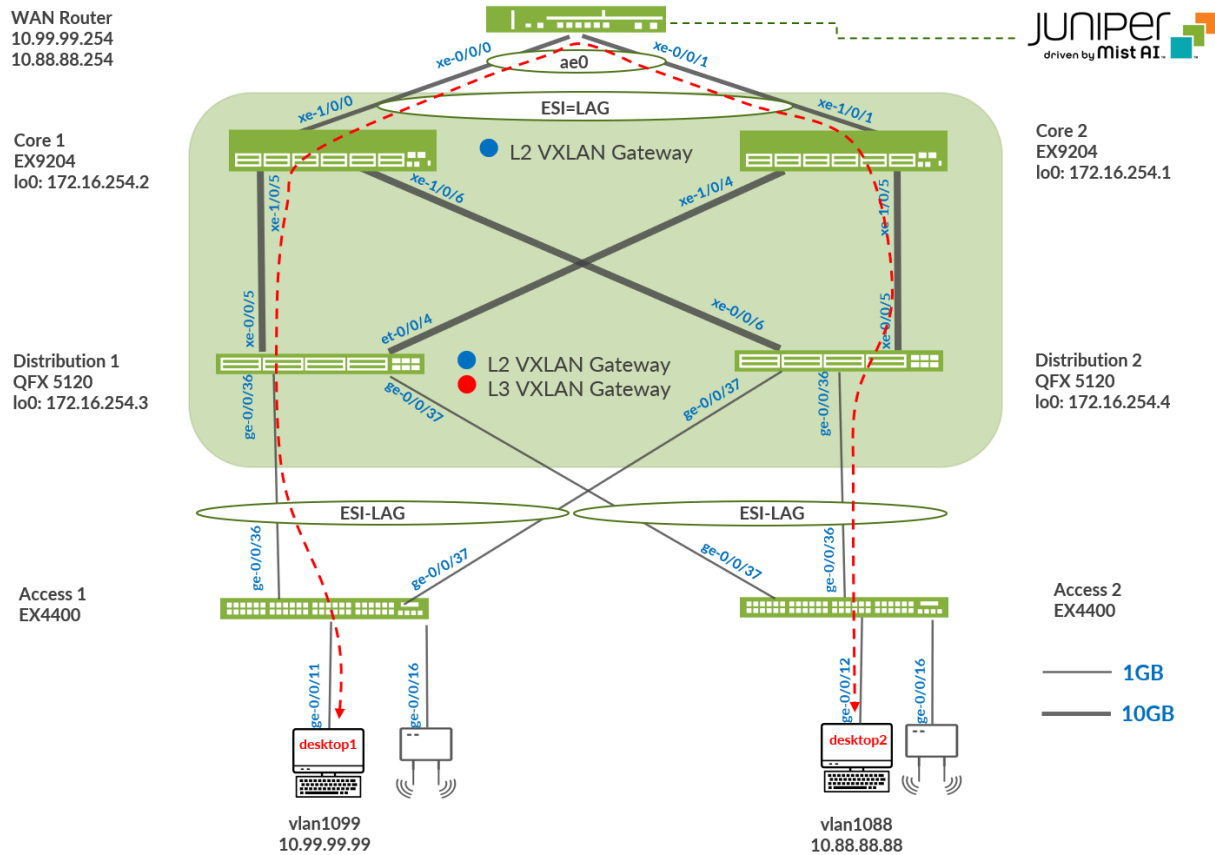 WAN Router
10.99.99.254
10.88.88.254
JUNIPER
driven by Mist AI
xe-0/0/0
xe-0/0/1
ae0
ESI=LAG
xe-1/0/0
xe-1/0/1
Core 1
EX9204
lo0: 172.16.254.2
L2 VXLAN Gateway
Core 2
EX9204
lo0: 172.16.254.1
xe-1/0/5
xe-1/0/6
xe-1/0/4
xe-1/0/5
xe-0/0/5
et-0/0/4
xe-0/0/6
xe-0/0/5
Distribution 1
QFX 5120
lo0: 172.16.254.3
L2 VXLAN Gateway
L3 VXLAN Gateway
Distribution 2
QFX 5120
lo0: 172.16.254.4
ge-0/0/36
ge-0/0/37
ge-0/0/37
ge-0/0/36
ESI-LAG
ESI-LAG
ge-0/0/36
ge-0/0/37
ge-0/0/37
ge-0/0/36
Access 1
EX4400
Access 2
EX4400
ge-0/0/11
ge-0/0/16
ge-0/0/12
ge-0/0/16
1GB
10GB
desktop1
desktop2
vlan1099
10.99.99.99
vlan1088
10.88.88.88